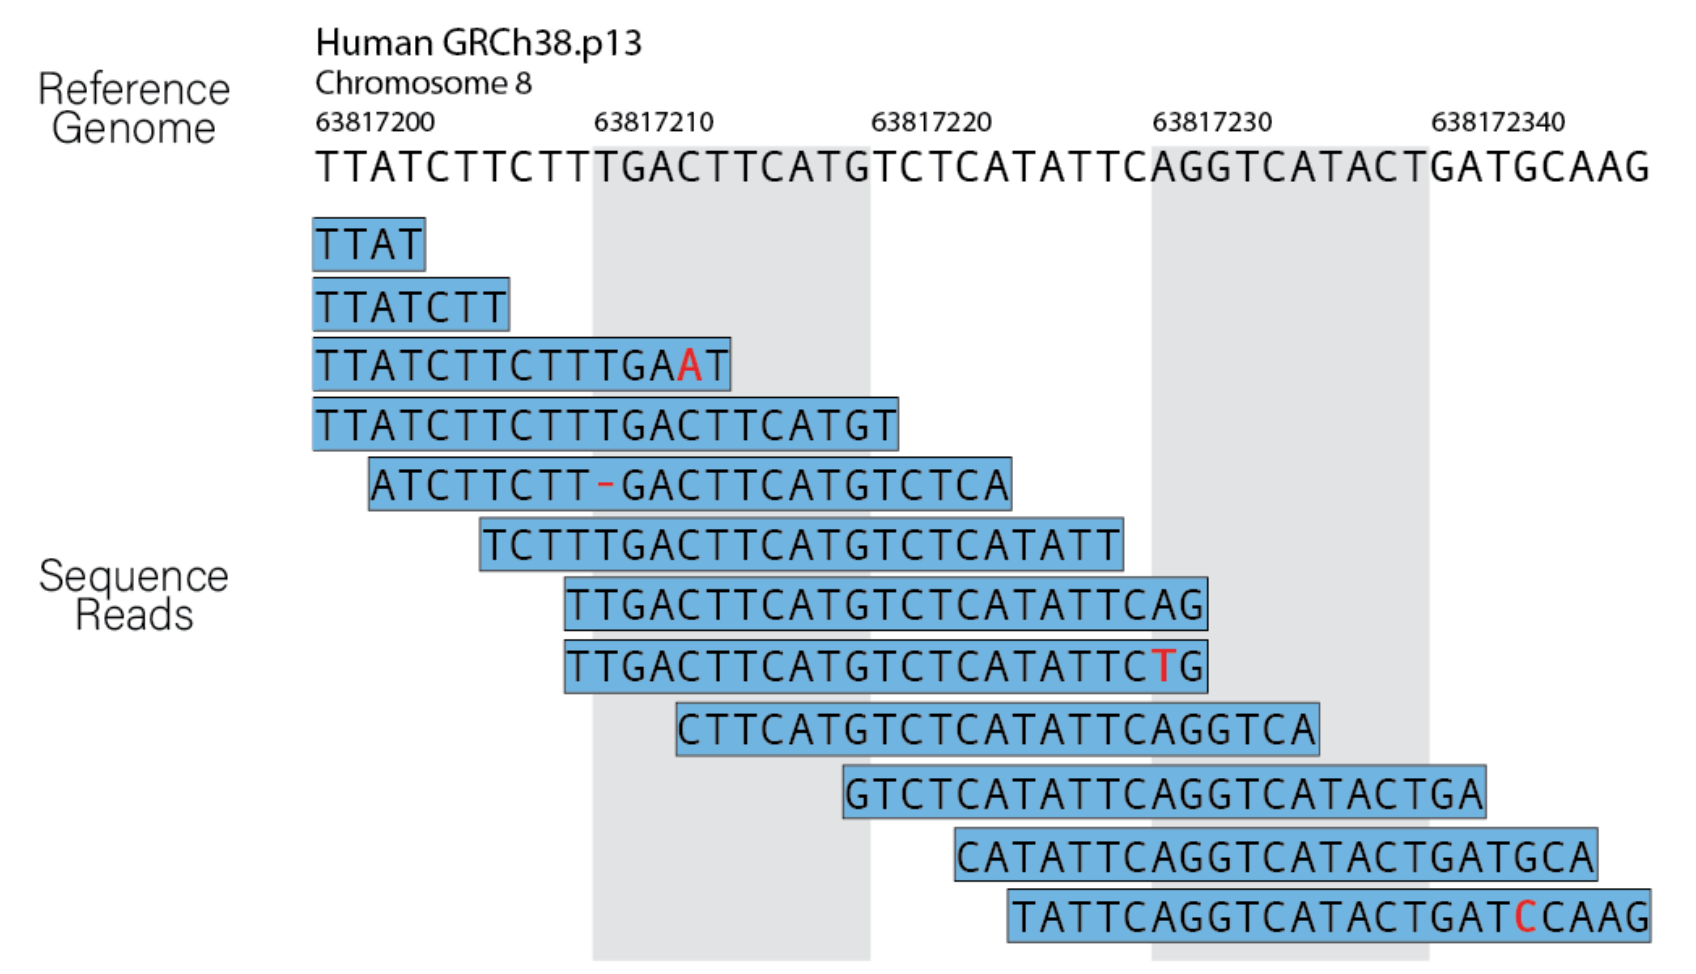 Human GRCh38.p13
Reference
Genome
Chromosome 8
63817200 63817210 63817220 63817230 638172340
TTATCTTCTTTGACTTCATGTCTCATATTCAGGTCATACTGATGCAAG
TTAT
TTATCTT
TTATCTTCTTTGAAT
TTATCTTCTTTGACTTCATGT
ATCTTCTT-GACTTCATGTCTCA
TCTTTGACTTCATGTCTCATATT
Sequence
Reads
TTGACTTCATGTCTCATATTCAG
TTGACTTCATGTCTCATATTCTG
CTTCATGTCTCATATTCAGGTCA
GTCTCATATTCAGGTCATACTGA
CATATTCAGGTCATACTGATGCA
TATTCAGGTCATACTGATCCAAG